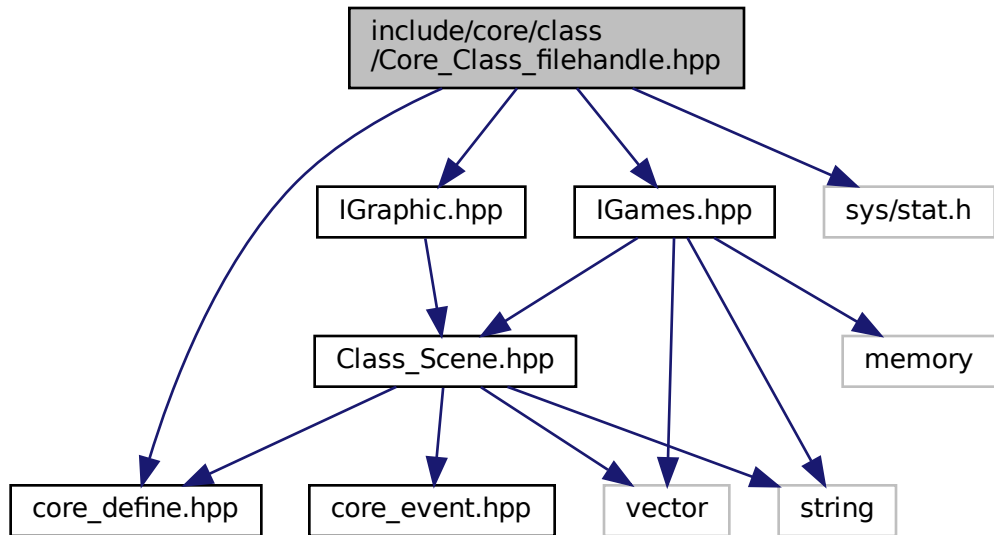 include/core/class
/Core_Class_filehandle.hpp
IGraphic.hpp
IGames.hpp
sys/stat.h
Class_Scene.hpp
memory
core_define.hpp
core_event.hpp
vector
string